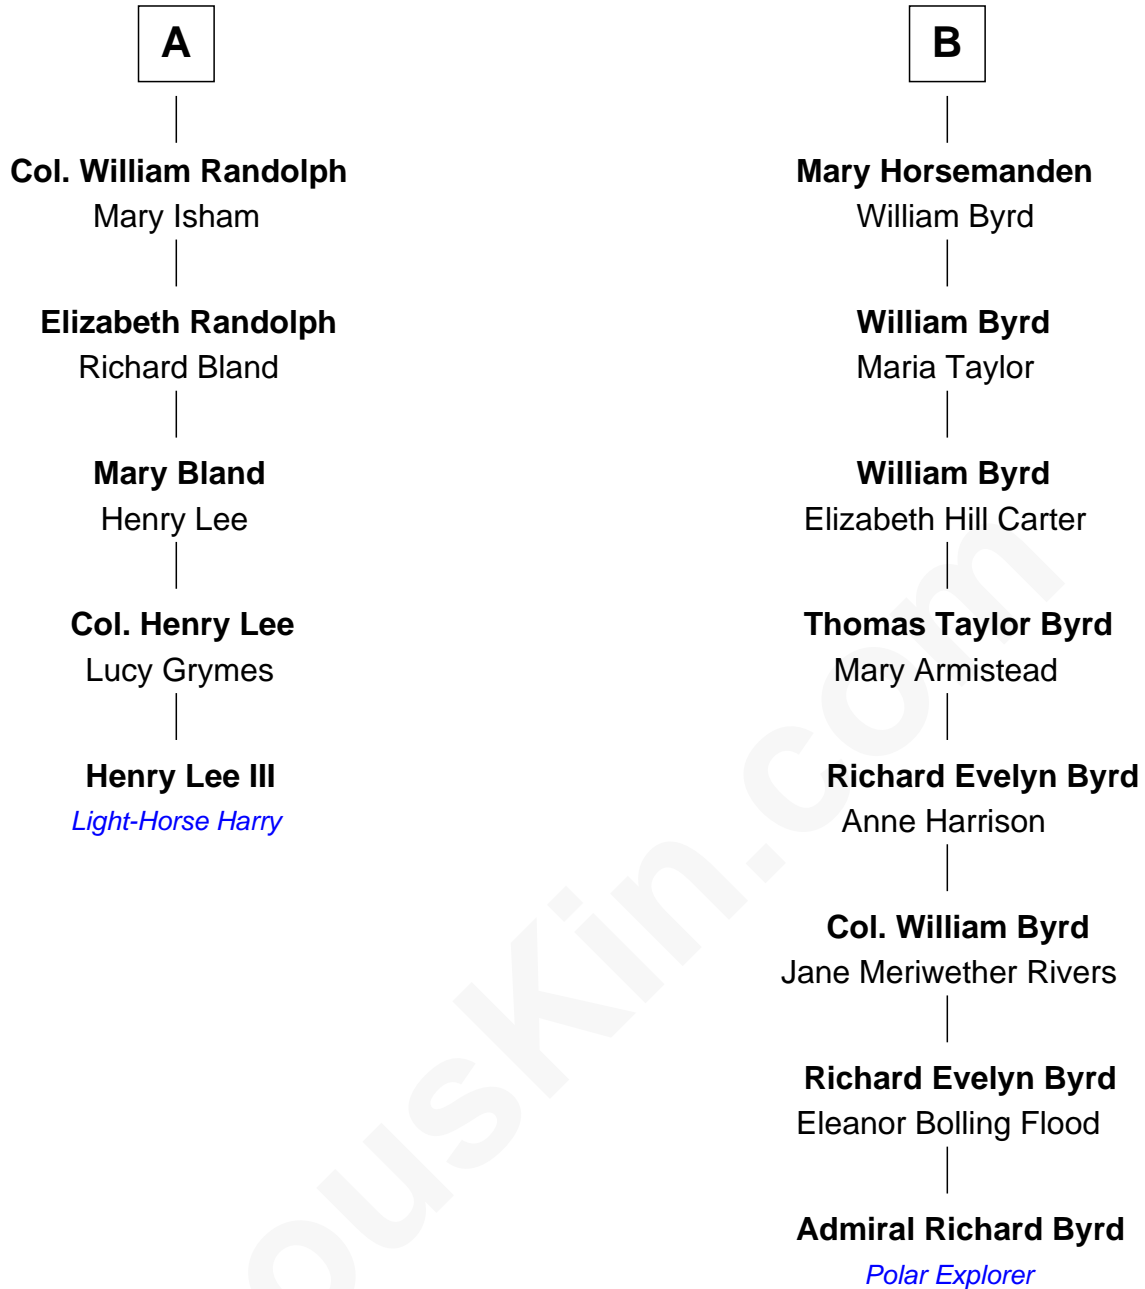 A
Col. William Randolph
Mary Isham
Elizabeth Randolph
Richard Bland
Mary Bland
Henry Lee
Col. Henry Lee
Lucy Grymes
Henry Lee III
Light-Horse Harry
B
Mary Horsemanden
William Byrd
William Byrd
Maria Taylor
William Byrd
Elizabeth Hill Carter
Thomas Taylor Byrd
Mary Armistead
Richard Evelyn Byrd
Anne Harrison
Col. William Byrd
Jane Meriwether Rivers
Richard Evelyn Byrd
Eleanor Bolling Flood
Admiral Richard Byrd
Polar Explorer
ousKin.com